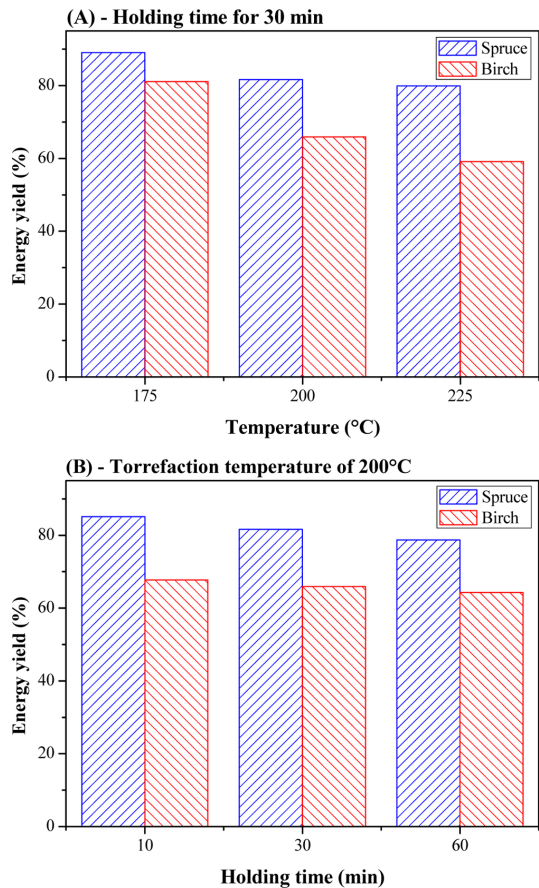 (A) - Holding time for 30 min
Spruce
Birch
80
60
40
20
0
Energy yield (%)
175 200 225
Temperature (°C)
(B) - Torrefaction temperature of 200°C
Spruce
Birch
80
60
40
20
0
Energy yield (%)
10 30 60
Holding time (min)